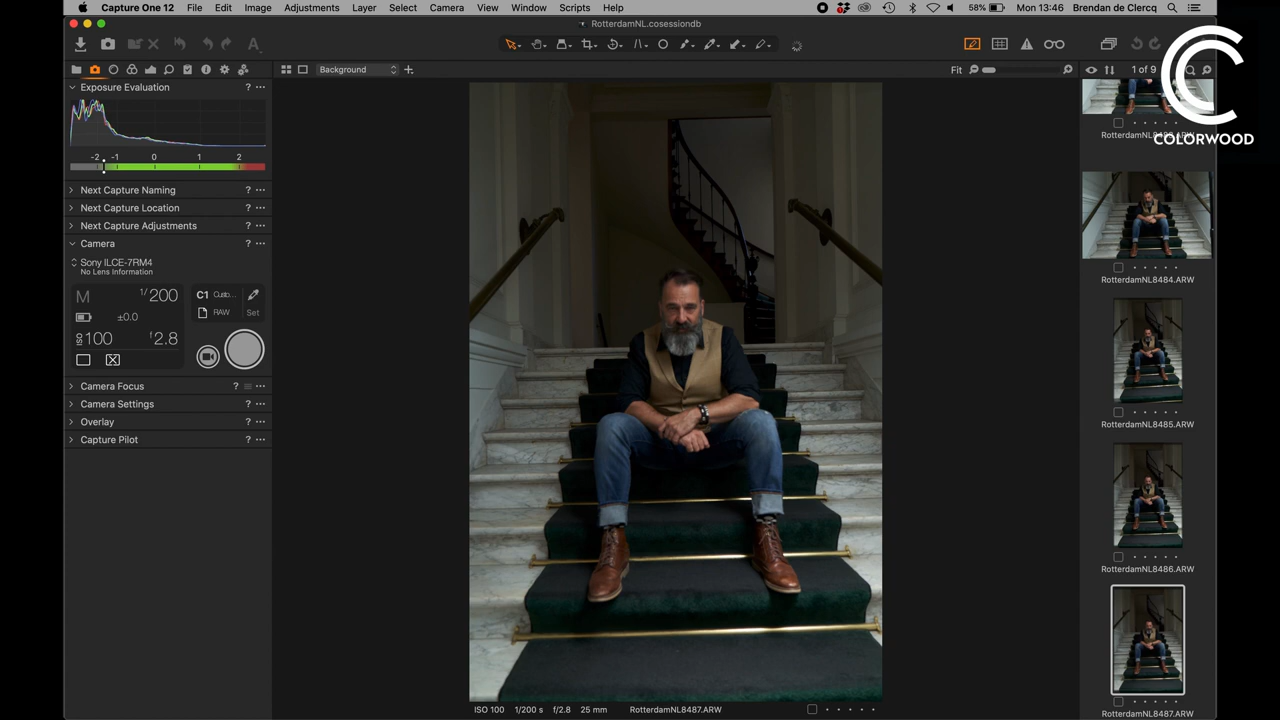 Capture One 12 File Edit Image Adjustments Layer Select Camera View Window Scripts Help 58% Mon 13:46 Brendan de Clercq
RotterdamNL.cosessiondb
Background
Fit
1 of 9
COLORWOOD
Exposure Evaluation ?
-2 -1 0 1 2
Next Capture Naming ?
Next Capture Location ?
Next Capture Adjustments ?
Camera ?
Sony ILCE-7RM4
No Lens Information
M 1/200
±0.0
ISO 100 f2.8
C1 Custo...
RAW Set
Camera Focus ?
Camera Settings ?
Overlay ?
Capture Pilot ?
ISO 100 1/200 s f/2.8 25 mm RotterdamNL8487.ARW
RotterdamNL8484.ARW
RotterdamNL8485.ARW
RotterdamNL8486.ARW
RotterdamNL8487.ARW